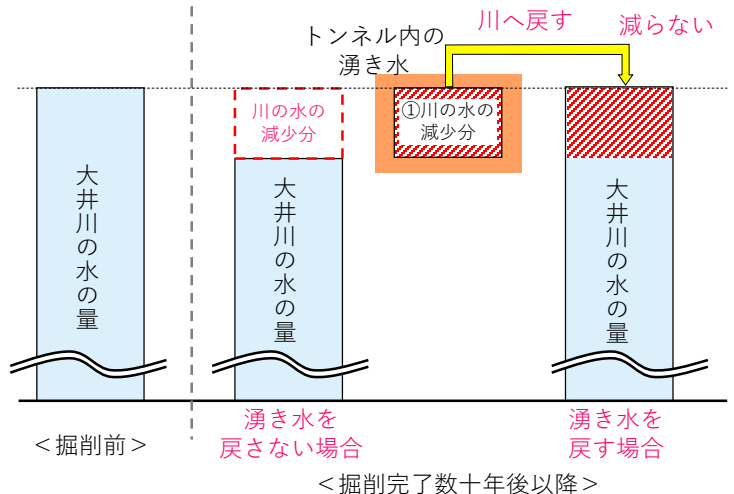 川へ戻す
減らない
トンネル内の
湧き水
川の水の
減少分
①川の水の
減少分
大井川の水の量
大井川の水の量
大井川の水の量
湧き水を
戻さない場合
湧き水を
戻す場合
＜掘削前＞
＜掘削完了数十年後以降＞